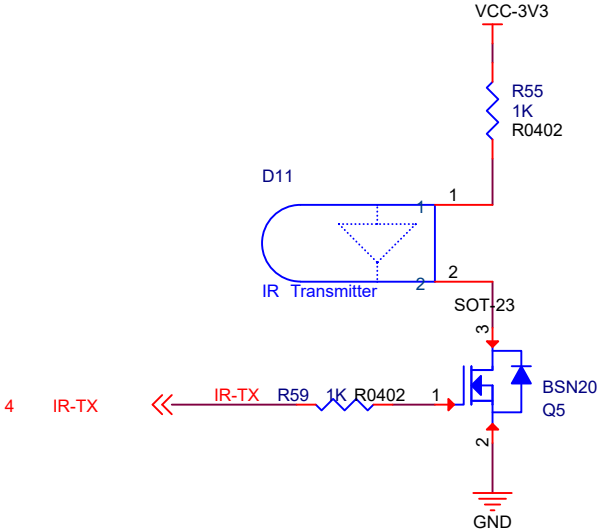 VCC-3V3
R55
1K
R0402
D11
1
1
2
2
IR Transmitter
SOT-23
3
4 IR-TX IR-TX R59 1K R0402 1
BSN20
Q5
2
GND